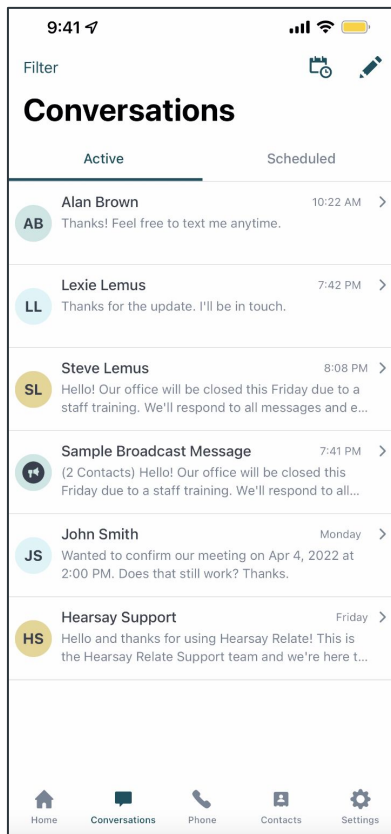 9:41
Filter
Conversations
Active
Scheduled
AB
Alan Brown
10:22 AM
Thanks! Feel free to text me anytime.
LL
Lexie Lemus
7:42 PM
Thanks for the update. I'll be in touch.
SL
Steve Lemus
8:08 PM
Hello! Our office will be closed this Friday due to a
staff training. We'll respond to all messages and e...
Sample Broadcast Message
7:41 PM
(2 Contacts) Hello! Our office will be closed this
Friday due to a staff training. We'll respond to all...
JS
John Smith
Monday
Wanted to confirm our meeting on Apr 4, 2022 at
2:00 PM. Does that still work? Thanks.
HS
Hearsay Support
Friday
Hello and thanks for using Hearsay Relate! This is
the Hearsay Relate Support team and we're here t...
Home
Conversations
Phone
Contacts
Settings